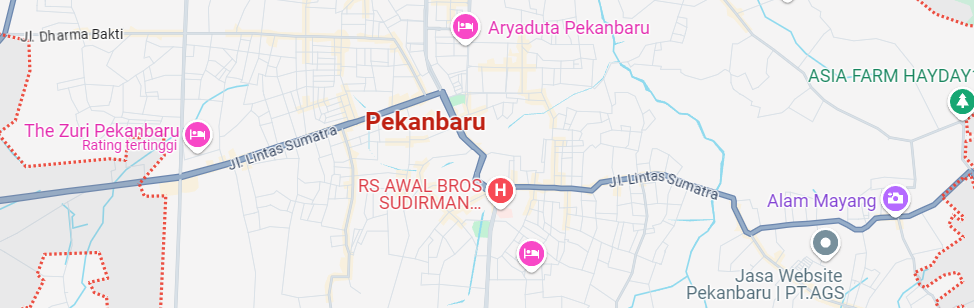 Jl. Dharma Bakti
Aryaduta Pekanbaru
ASIA FARM HAYDAY
Pekanbaru
The Zuri Pekanbaru
Rating tertinggi
Jl. Lintas Sumatra
RS AWAL BROS
SUDIRMAN...
H
Jl. Lintas Sumatra
Alam Mayang
Jasa Website
Pekanbaru | PT.AGS